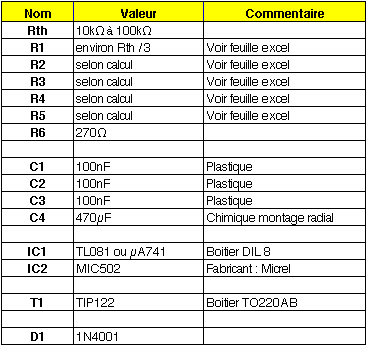 Nom Valeur Commentaire
Rth 10kΩ à 100kΩ
R1 environ Rth /3 Voir feuille excel
R2 selon calcul Voir feuille excel
R3 selon calcul Voir feuille excel
R4 selon calcul Voir feuille excel
R5 selon calcul Voir feuille excel
R6 270Ω
C1 100nF Plastique
C2 100nF Plastique
C3 100nF Plastique
C4 470µF Chimique montage radial
IC1 TL081 ou µA741 Boitier DIL 8
IC2 MIC502 Fabricant : Micrel
T1 TIP122 Boitier TO220AB
D1 1N4001